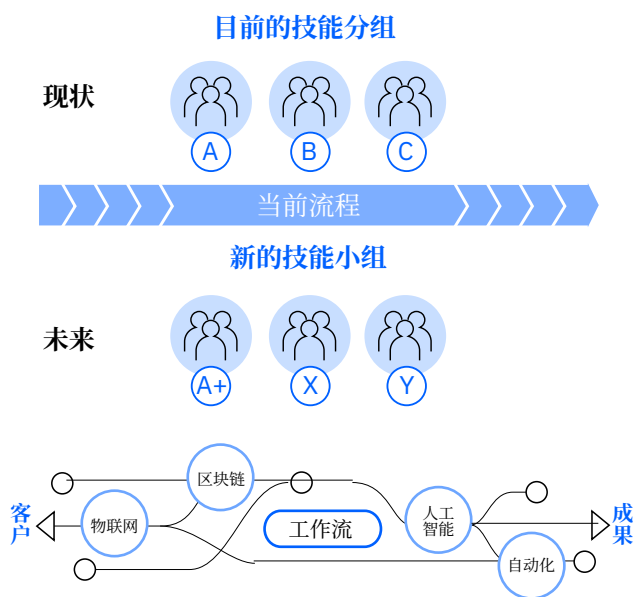 目前的技能分组
现状
A
B
C
当前流程
新的技能小组
未来
A+
X
Y
区块链
客户
物联网
工作流
人工
智能
成果
自动化